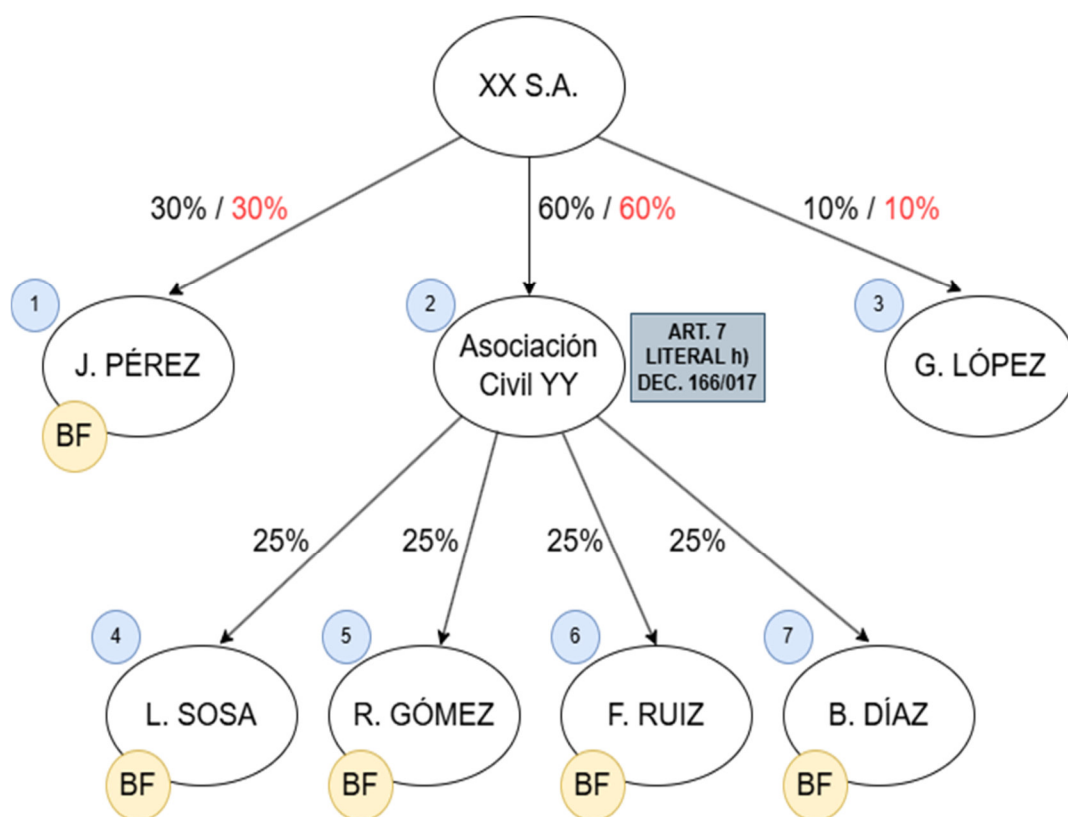 XX S.A.
30% / 30%
60% / 60%
10% / 10%
1
2
3
J. PÉREZ
Asociación
Civil YY
ART. 7
LITERAL h)
DEC. 166/017
G. LÓPEZ
BF
25%
25%
25%
25%
4
5
6
7
L. SOSA
R. GÓMEZ
F. RUIZ
B. DÍAZ
BF
BF
BF
BF